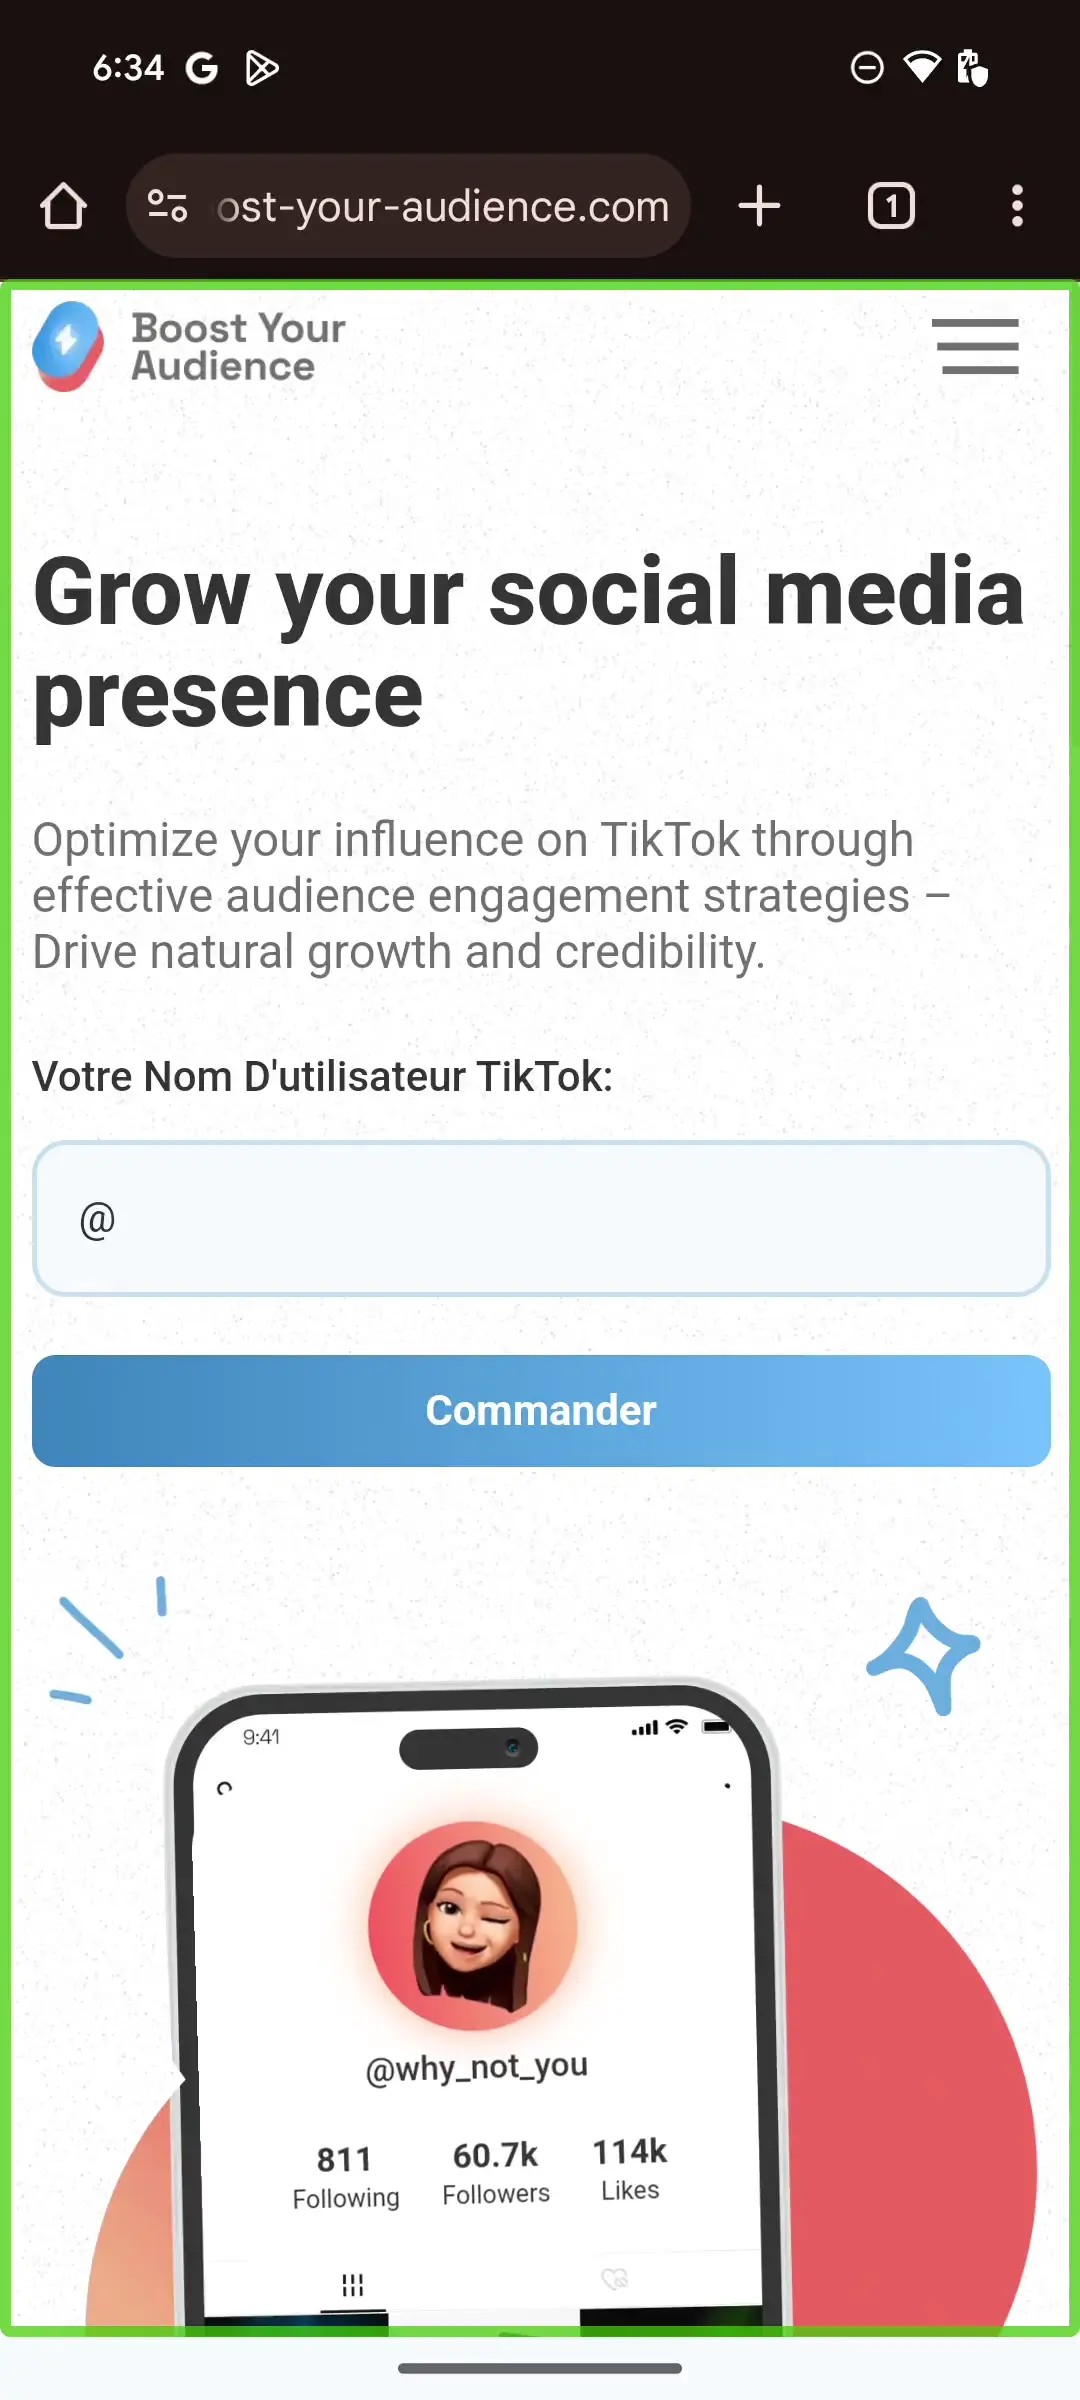 6:34
ost-your-audience.com
1
Boost Your
Audience
Grow your social media
presence
Optimize your influence on TikTok through
effective audience engagement strategies –
Drive natural growth and credibility.
Votre Nom D'utilisateur TikTok:
@
Commander
9:41
@why_not_you
811 60.7k 114k
Following Followers Likes